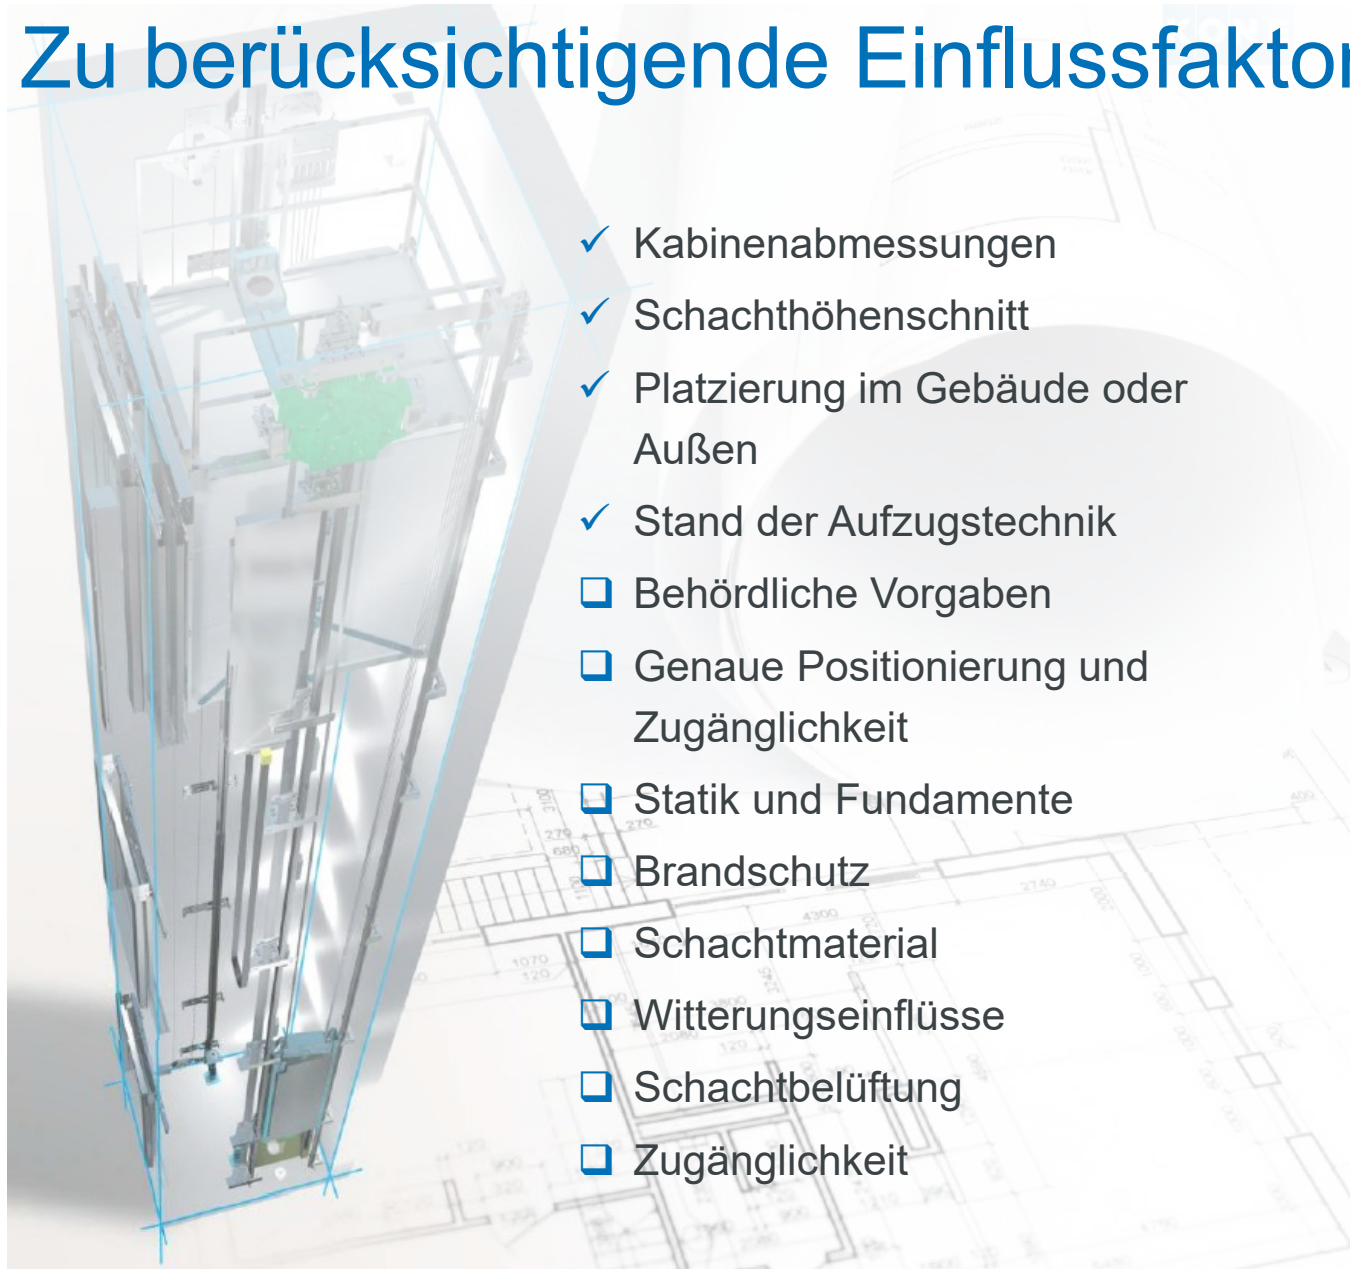 Zu berücksichtigende Einflussfaktor
Kabinenabmessungen
Schachthöhenschnitt
Platzierung im Gebäude oder
Außen
Stand der Aufzugstechnik
Behördliche Vorgaben
Genaue Positionierung und
Zugänglichkeit
Statik und Fundamente
Brandschutz
Schachtmaterial
Witterungseinflüsse
Schachtbelüftung
Zugänglichkeit